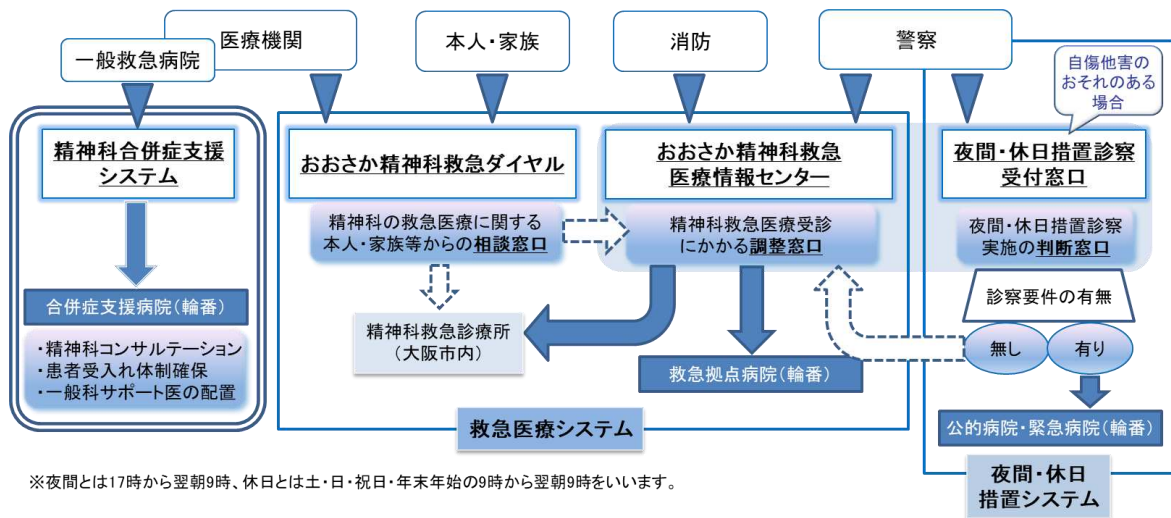 医療機関
本人・家族
消防
警察
一般救急病院
自傷他害の
おそれのある
場合
精神科合併症支援
システム
おおさか精神科救急ダイヤル
おおさか精神科救急
医療情報センター
夜間・休日措置診察
受付窓口
精神科の救急医療に関する
本人・家族等からの相談窓口
精神科救急医療受診
にかかる調整窓口
夜間・休日措置診察
実施の判断窓口
合併症支援病院(輪番)
・精神科コンサルテーション
・患者受入れ体制確保
・一般科サポート医の配置
精神科救急診療所
(大阪市内)
救急拠点病院(輪番)
診察要件の有無
無し
有り
公的病院・緊急病院(輪番)
救急医療システム
夜間・休日
措置システム
※夜間とは17時から翌朝9時、休日とは土・日・祝日・年末年始の9時から翌朝9時をいいます。